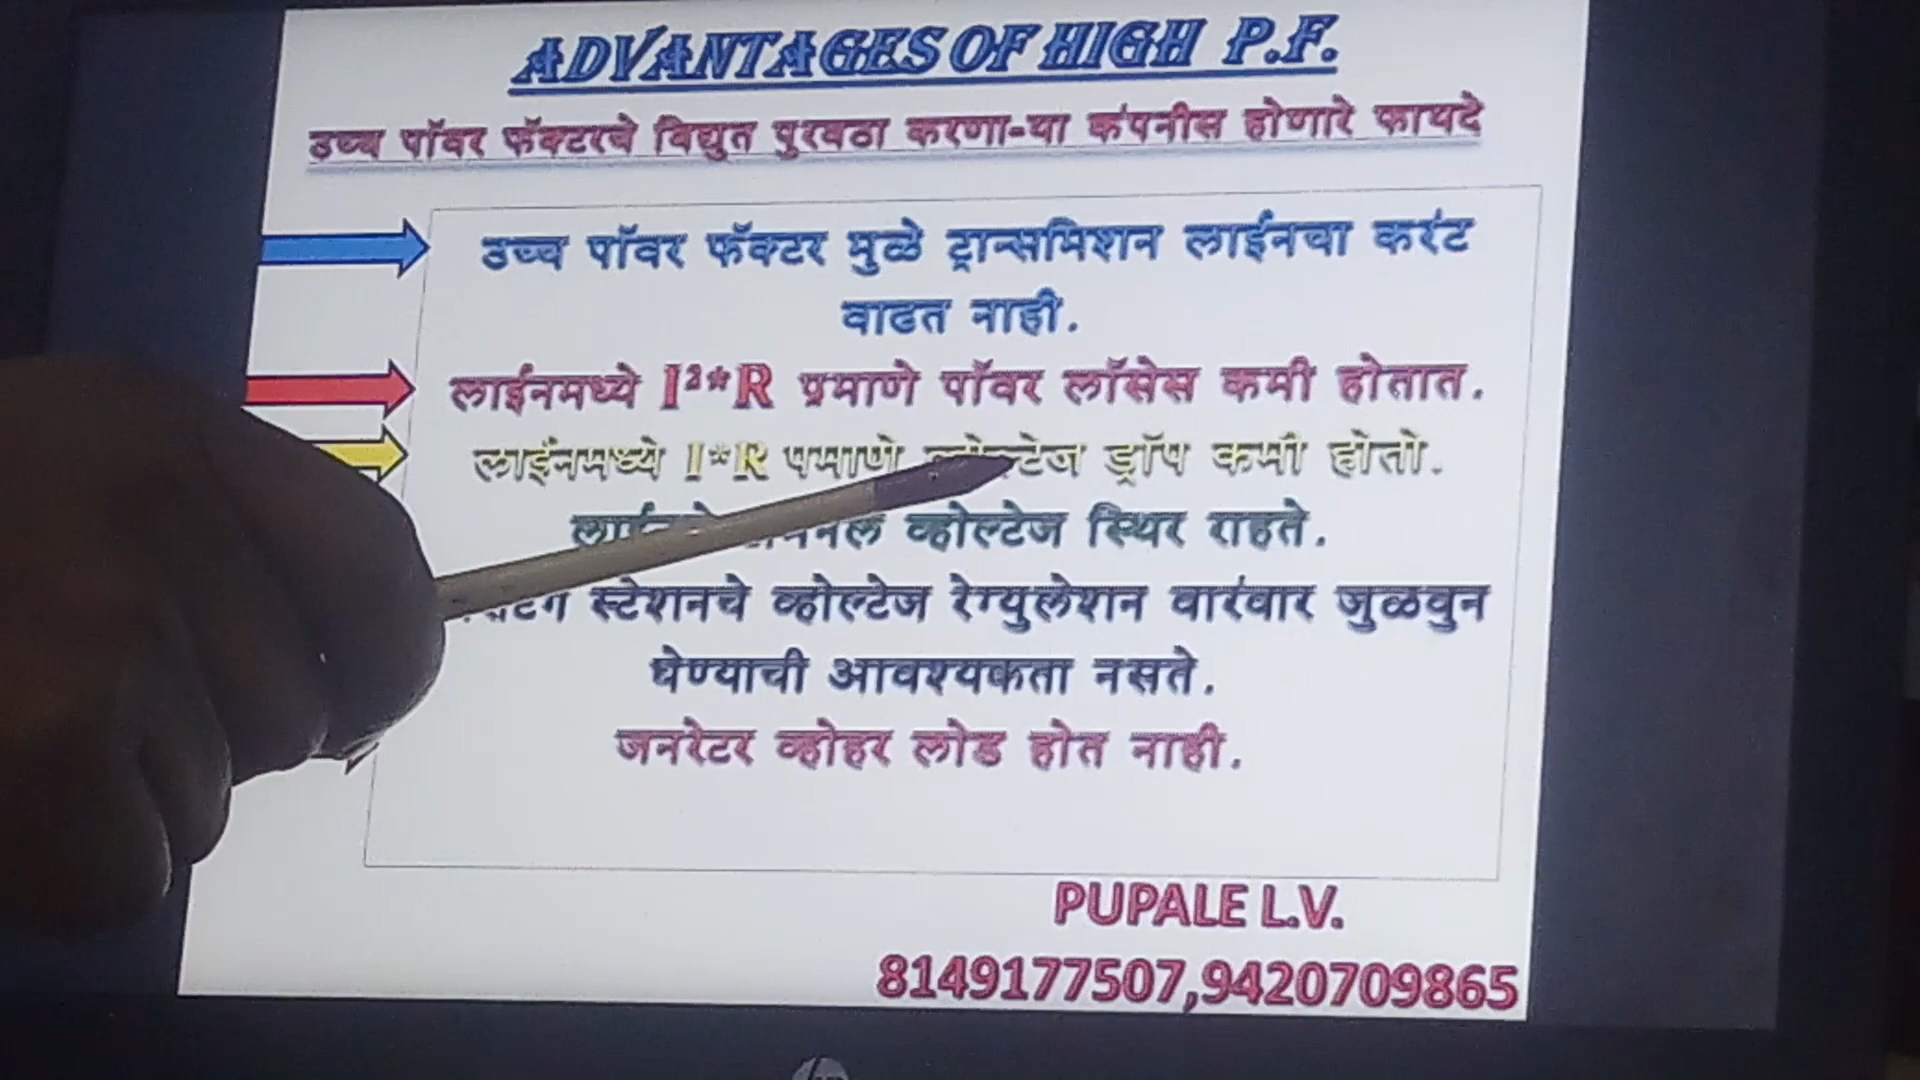 ADVANTAGES OF HIGH P.F.
उच्च पॉवर फॅक्टरचे विद्युत पुरवठा करणा-या कंपनीस होणारे फायदे
उच्च पॉवर फॅक्टर मुळे ट्रान्समिशन लाईनचा करंट
वाढत नाही.
लाईनमध्ये I²*R प्रमाणे पॉवर लॉसेस कमी होतात.
लाईनमध्ये I*R ड्रॉप कमी होतो.
व्होल्टेज स्थिर राहते.
स्टेशनचे व्होल्टेज रेग्युलेशन वारंवार जुळवुन
घेण्याची आवश्यकता नसते.
जनरेटर व्होहर लोड होत नाही.
PUPALE L.V.
8149177507,9420709865